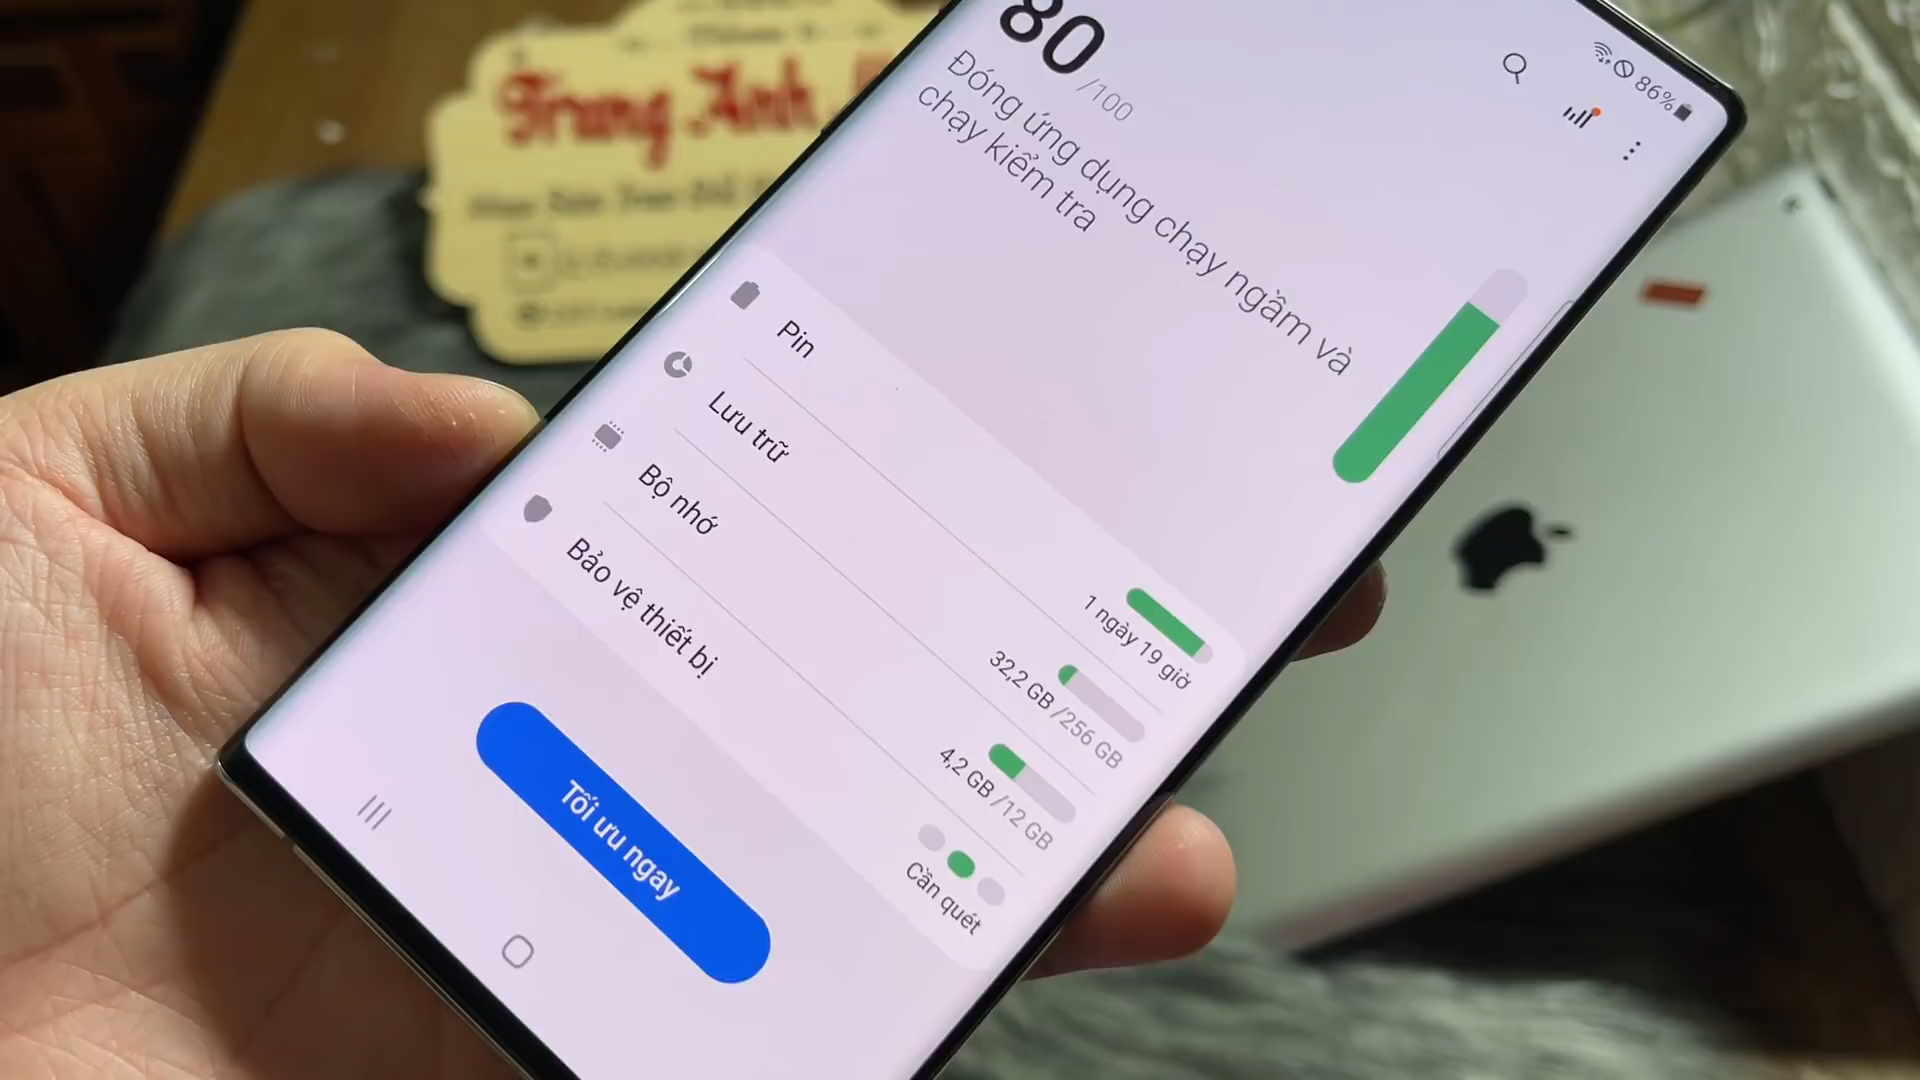 Trang Anh
86%
80/100
Đóng ứng dụng chạy ngầm và
chạy kiểm tra
Pin
1 ngày 19 giờ
Lưu trữ
32,2 GB /256 GB
Bộ nhớ
4,2 GB /12 GB
Bảo vệ thiết bị
Cần quét
Tối ưu ngay